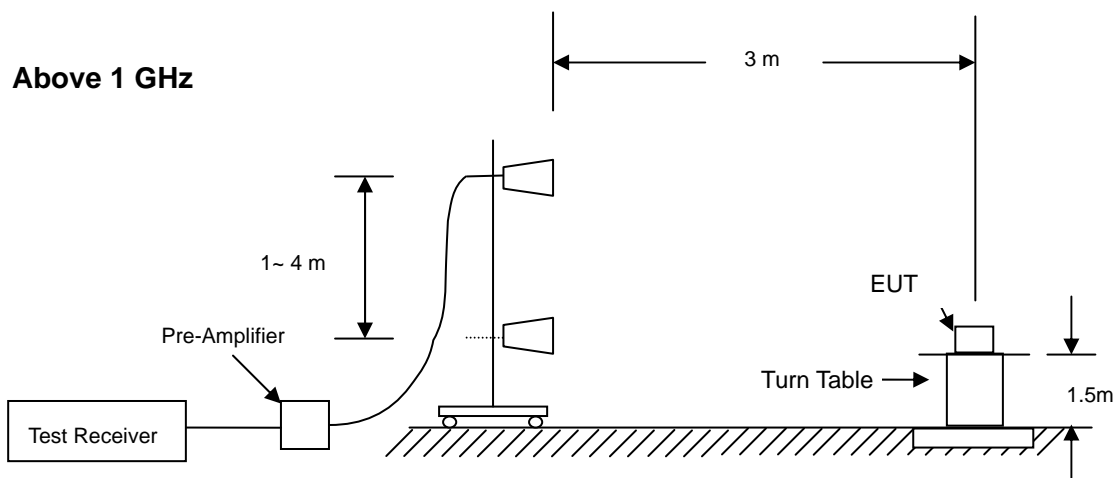 3 m
Above 1 GHz
1~ 4 m
EUT
Pre-Amplifier
Turn Table
1.5m
Test Receiver